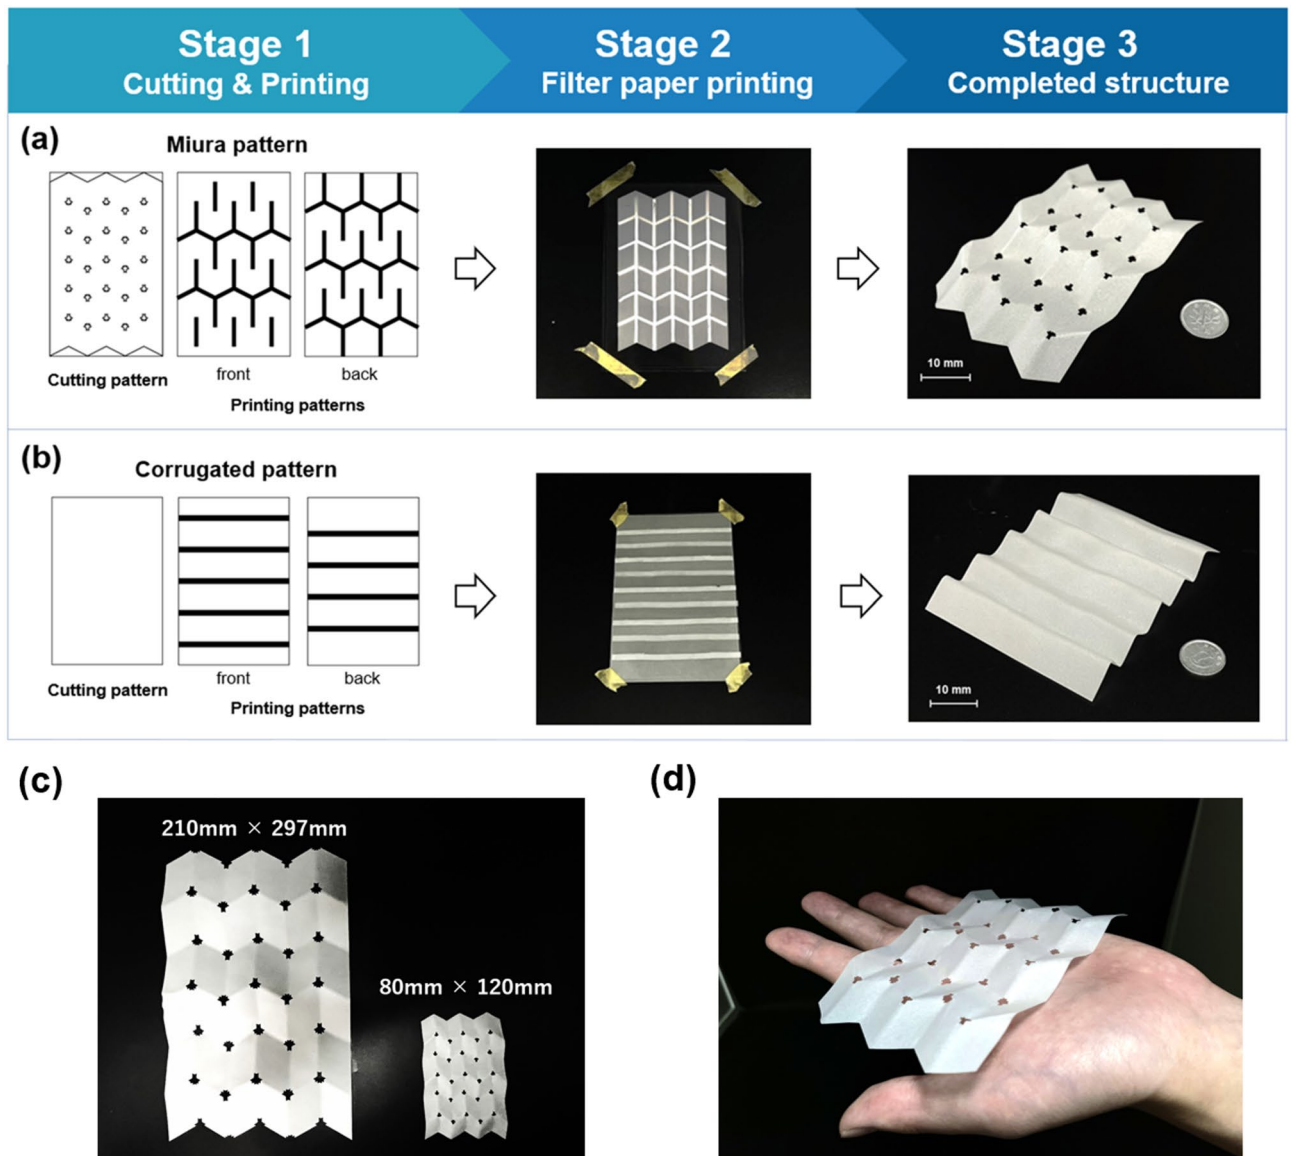 Stage 1
Cutting & Printing
Stage 2
Filter paper printing
Stage 3
Completed structure
(a)
Miura pattern
Cutting pattern
front
back
Printing patterns
10 mm
(b)
Corrugated pattern
Cutting pattern
front
back
Printing patterns
10 mm
(c)
210mm × 297mm
80mm × 120mm
(d)